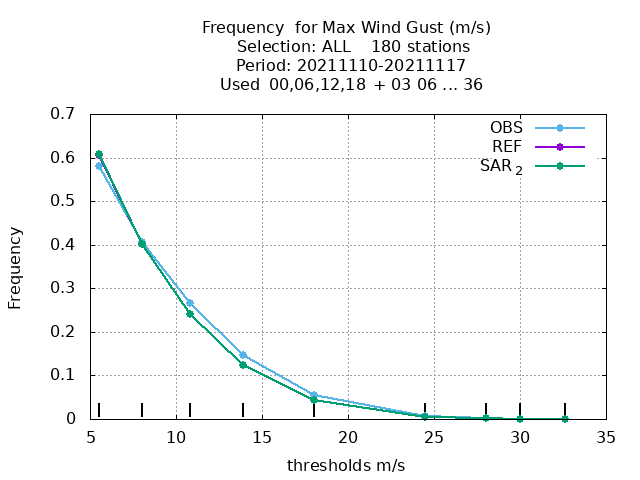 Frequency  for Max Wind Gust (m/s)
Selection: ALL    180 stations
Period: 20211110-20211117
Used  00,06,12,18  + 03 06 ... 36
0.7
0.6
0.5
0.4
0.3
0.2
0.1
0
Frequency
OBS
REF
SAR 2
5 10 15 20 25 30 35
thresholds m/s